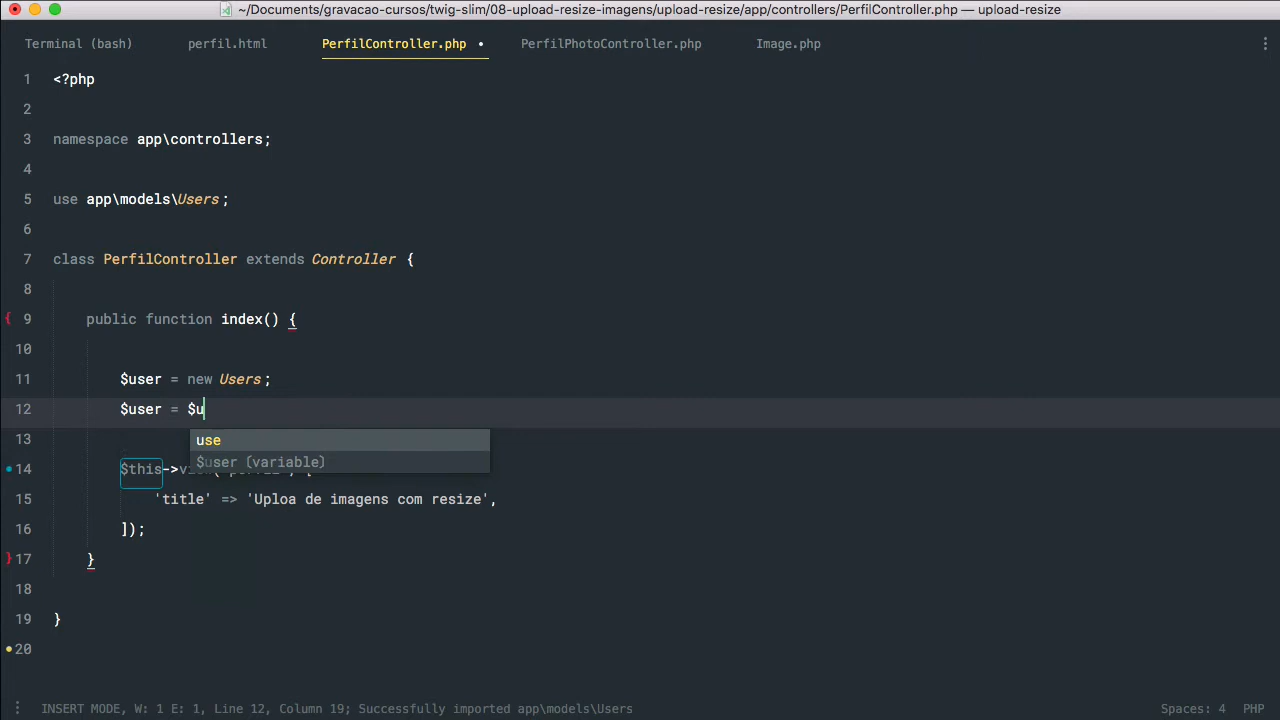 ~/Documents/gravacao-cursos/twig-slim/08-upload-resize-imagens/upload-resize/app/controllers/PerfilController.php — upload-resize
Terminal (bash) perfil.html PerfilController.php • PerfilPhotoController.php Image.php
1 <?php
2
3 namespace app\controllers;
4
5 use app\models\Users;
6
7 class PerfilController extends Controller {
8
{ 9 public function index() {
10
11 $user = new Users;
12 $user = $u
13 use
$user (variable)
14 $this->
15 'title' => 'Uploa de imagens com resize',
16 ]);
} 17 }
18
19 }
20
INSERT MODE, W: 1 E: 1, Line 12, Column 19; Successfully imported app\models\Users Spaces: 4 PHP